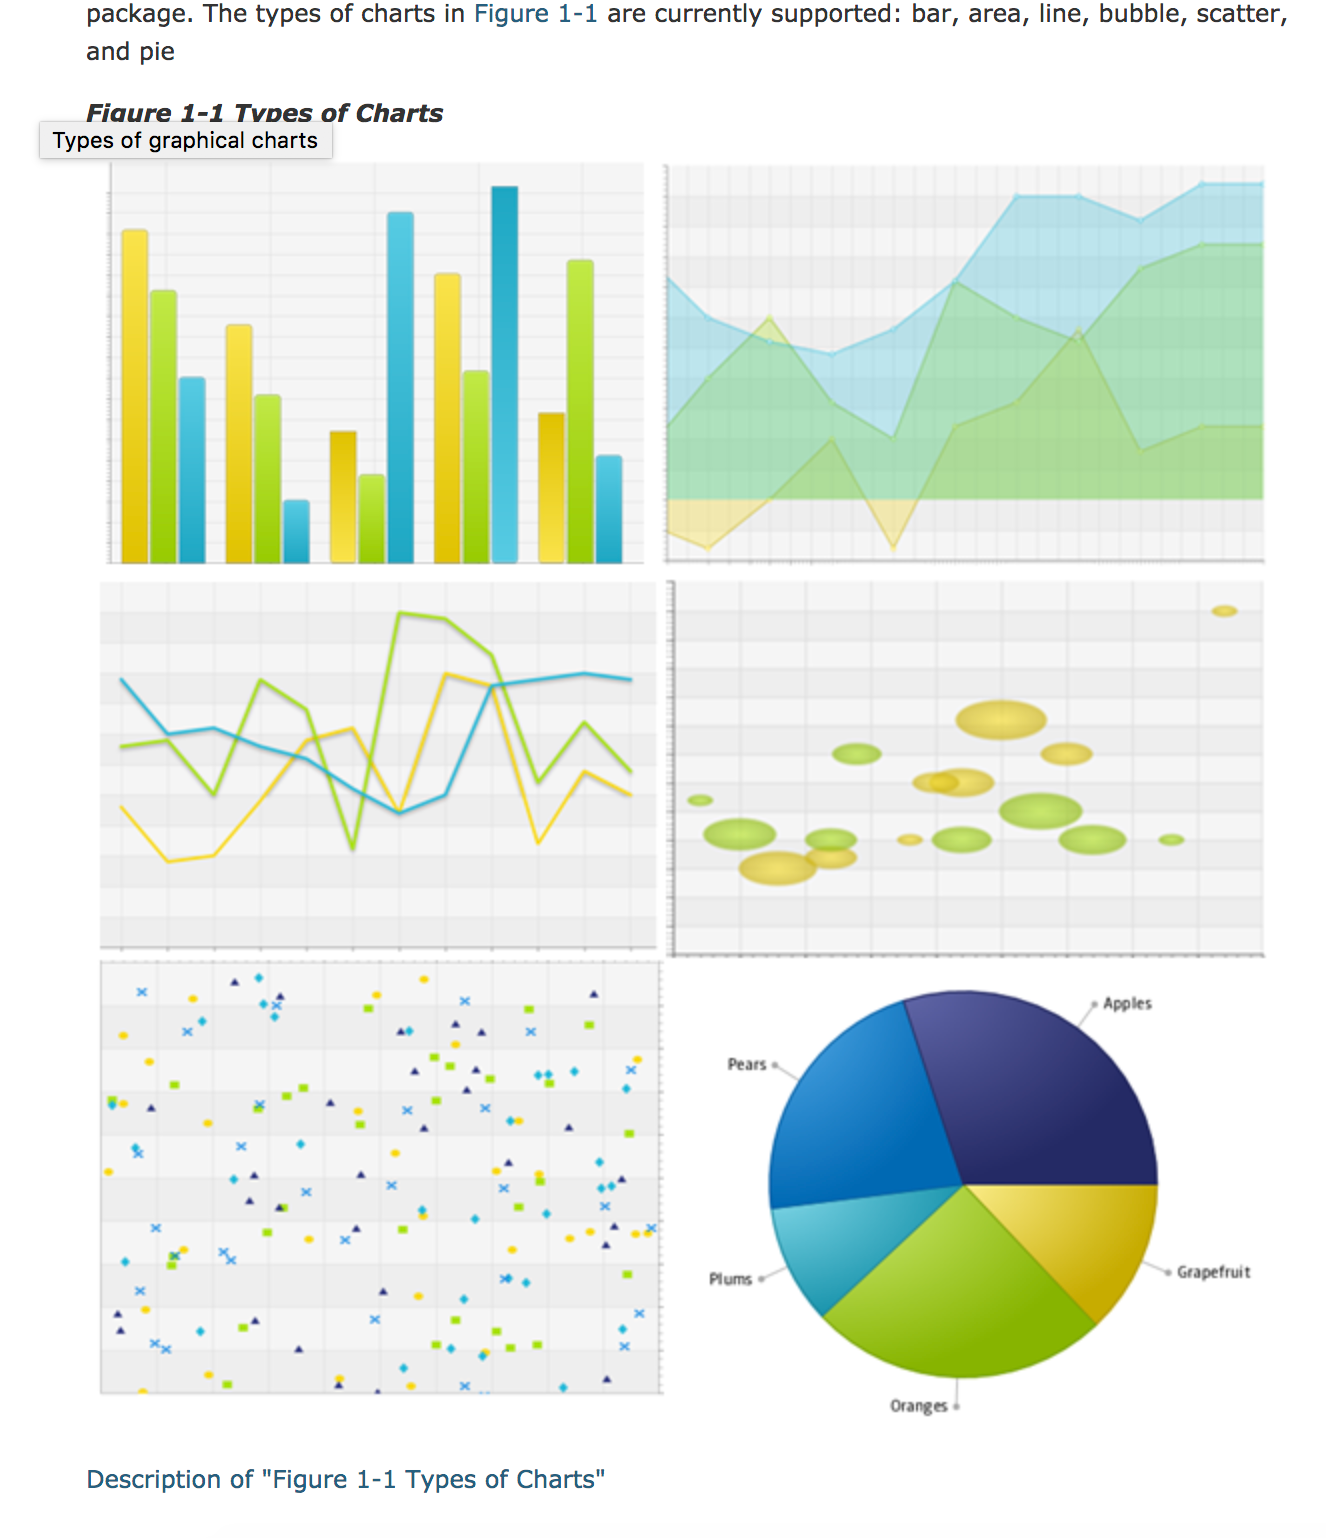 package. The types of charts in Figure 1-1 are currently supported: bar, area, line, bubble, scatter,
and pie
Figure 1-1 Types of Charts
Types of graphical charts
Apples
Pears
Grapefruit
Plums
Oranges
Description of "Figure 1-1 Types of Charts"